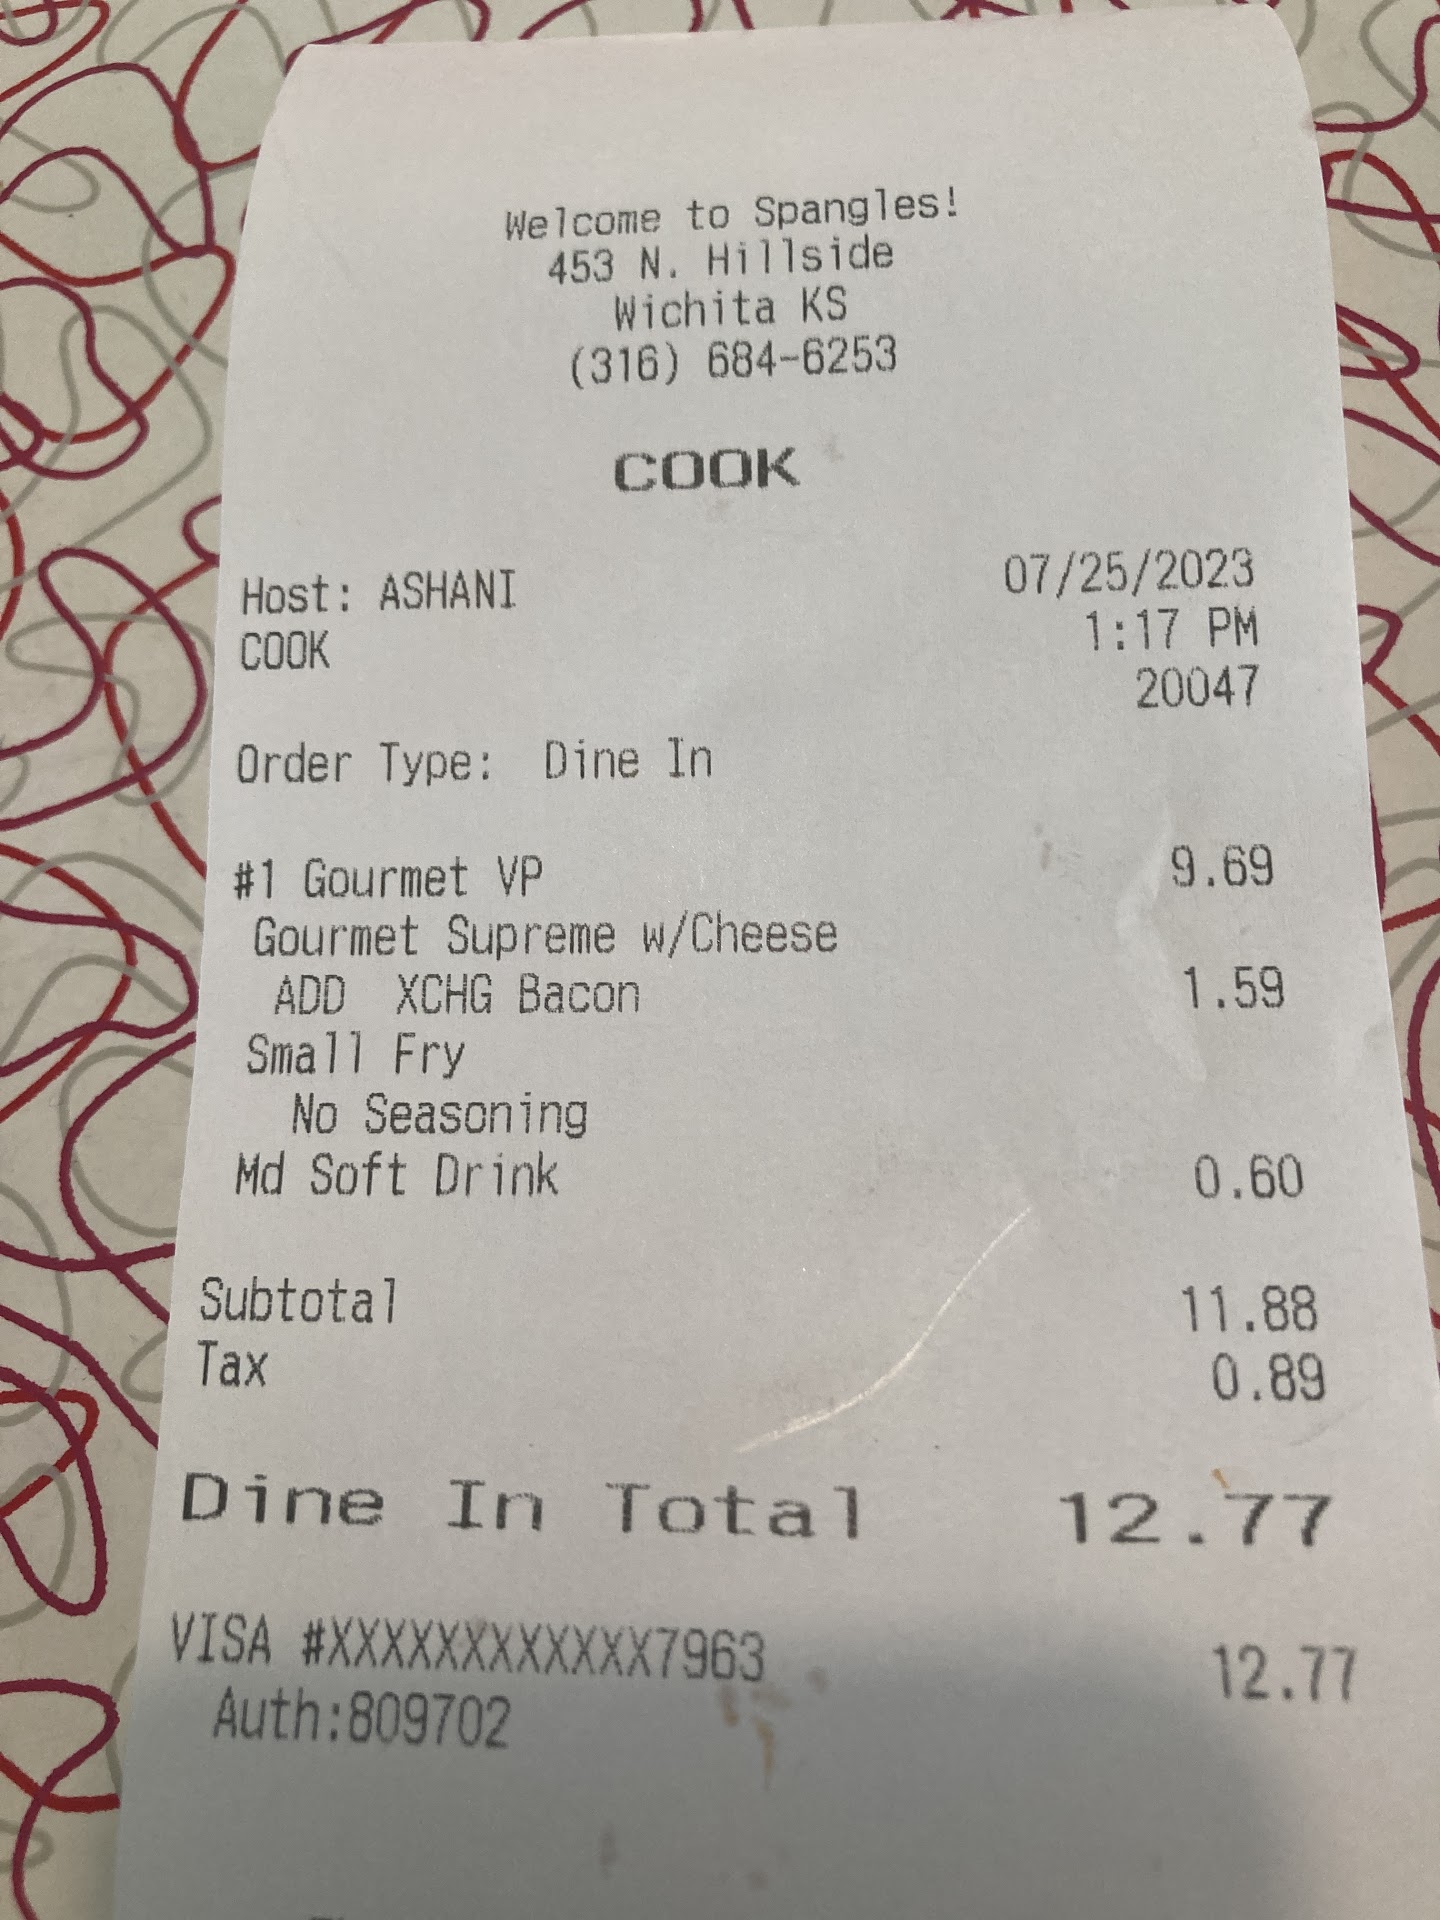 Welcome to Spangles!
453 N. Hillside
Wichita KS
(316) 684-6253
COOK
Host: ASHANI 07/25/2023
COOK 1:17 PM
20047
Order Type: Dine In
#1 Gourmet VP 9.69
Gourmet Supreme w/Cheese
ADD XCHG Bacon 1.59
Small Fry
No Seasoning
Md Soft Drink 0.60
Subtotal 11.88
Tax 0.89
Dine In Total 12.77
VISA #XXXXXXXXXXXX7963 12.77
Auth:809702